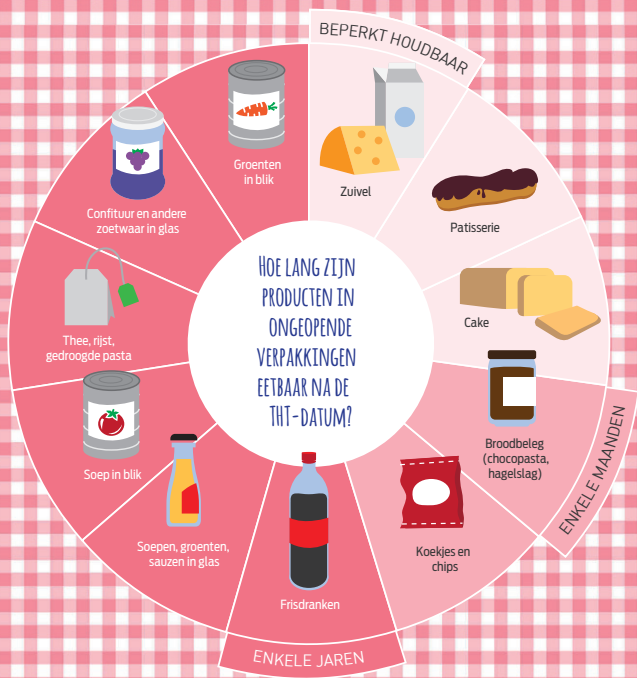 HOE LANG ZIJN
PRODUCTEN IN
ONGEOPENDE
VERPAKKINGEN
EETBAAR NA DE
THT-DATUM?
BEPERKT HOUDBAAR
Zuivel
Patisserie
Cake
ENKELE MAANDEN
Broodbeleg
(chocopasta,
hagelslag)
Koekjes en
chips
ENKELE JAREN
Frisdranken
Soepen, groenten,
sauzen in glas
Soep in blik
Thee, rijst,
gedroogde pasta
Confituur en andere
zoetwaar in glas
Groenten
in blik